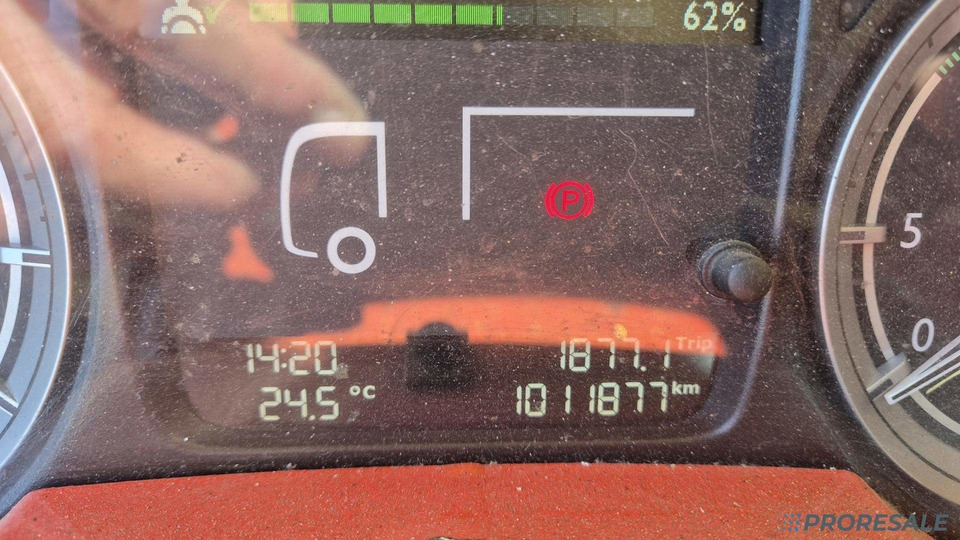 62%
P
5
0
14:20
1877.1 Trip
24.5 °C
1011877 km
PRORESALE